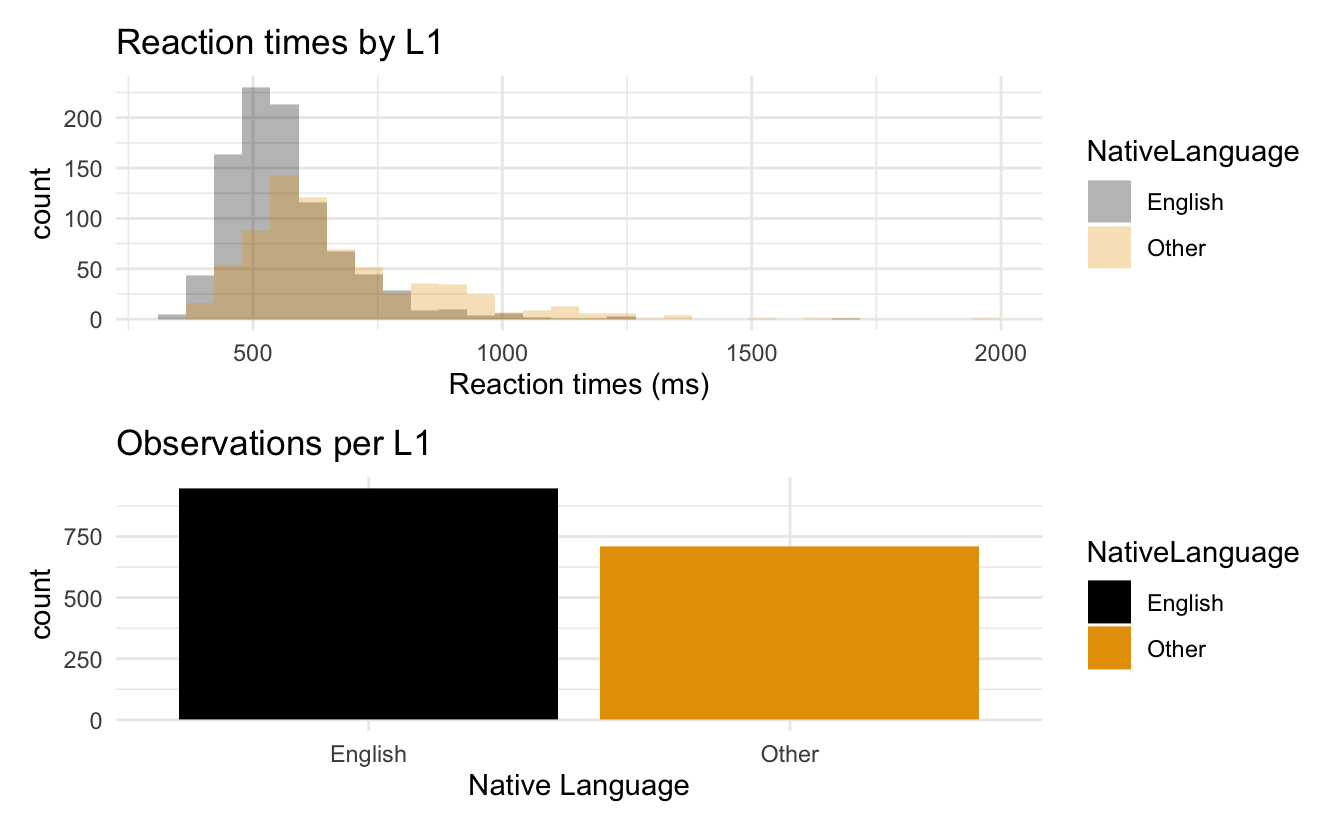 Reaction times by L1
200
150
100
50
0
count
500 1000 1500 2000
Reaction times (ms)
NativeLanguage
English
Other
Observations per L1
750
500
250
0
count
English Other
Native Language
NativeLanguage
English
Other